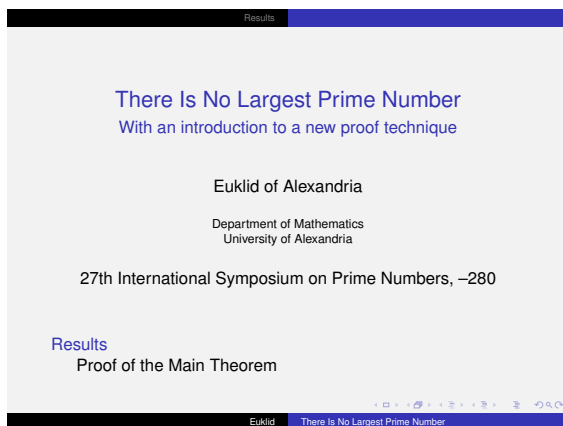 Results
There Is No Largest Prime Number
With an introduction to a new proof technique
Euklid of Alexandria
Department of Mathematics
University of Alexandria
27th International Symposium on Prime Numbers, –280
Results
Proof of the Main Theorem
Euklid There Is No Largest Prime Number